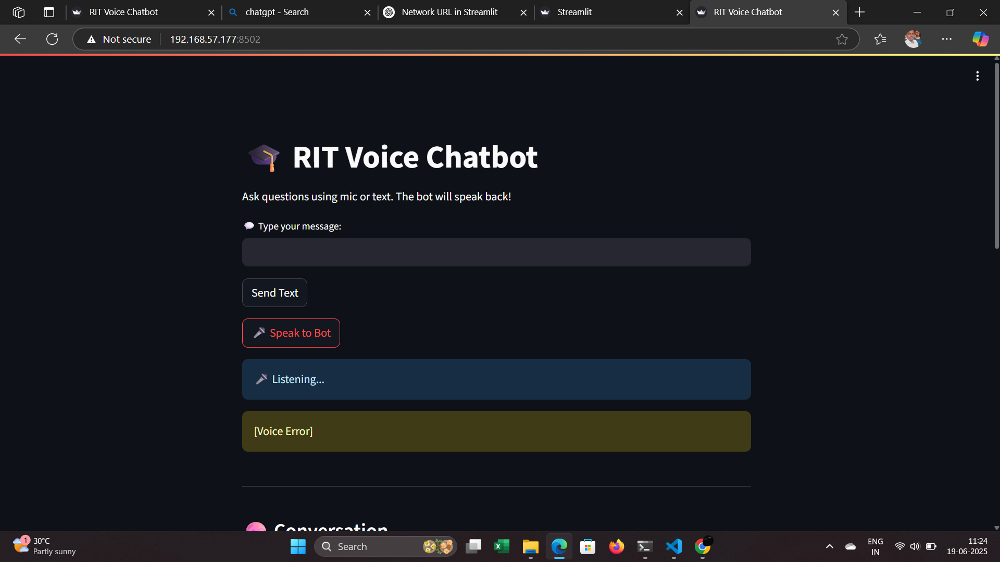 RIT Voice Chatbot
chatgpt - Search
Network URL in Streamlit
Streamlit
RIT Voice Chatbot
Not secure
192.168.57.177:8502
RIT Voice Chatbot
Ask questions using mic or text. The bot will speak back!
Type your message:
Send Text
Speak to Bot
Listening...
[Voice Error]
Conversation
1
30°C
Partly sunny
Search
ENG
IN
11:24
19-06-2025